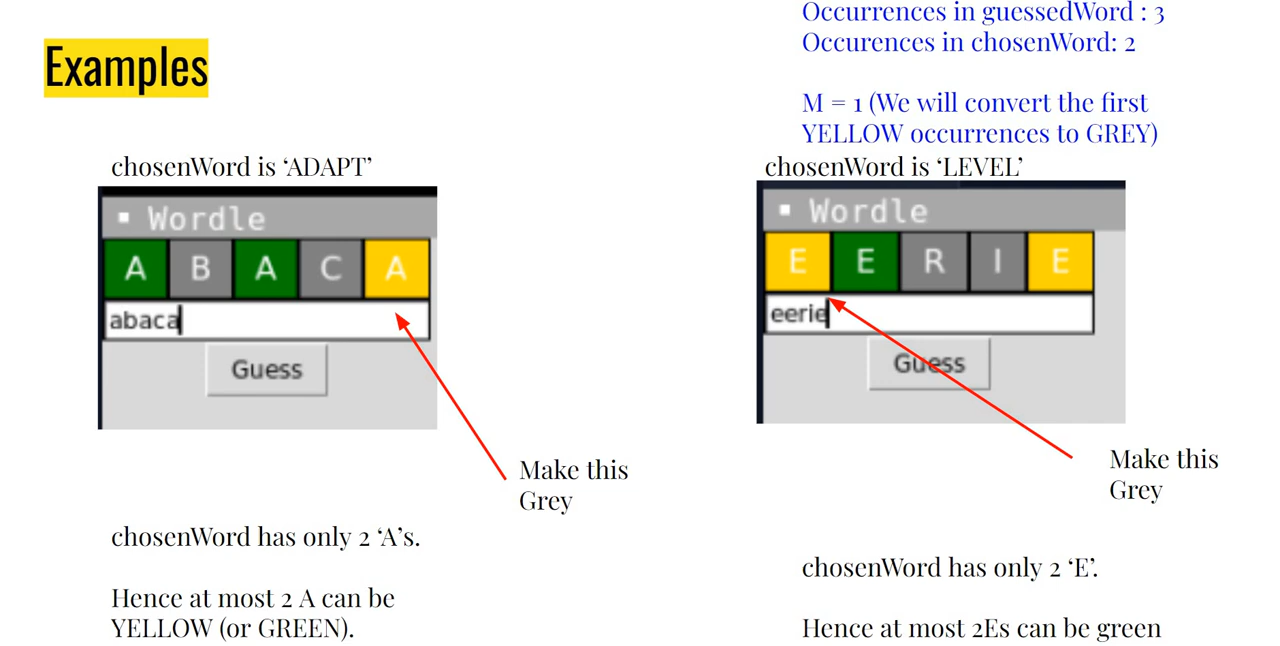 Examples
chosenWord is ‘ADAPT’
▪ Wordle
A B A C A
abaca
Guess
Make this
Grey
chosenWord has only 2 ‘A’s.
Hence at most 2 A can be
YELLOW (or GREEN).
Occurrences in guessedWord : 3
Occurences in chosenWord: 2
M = 1 (We will convert the first
YELLOW occurrences to GREY)
chosenWord is ‘LEVEL’
▪ Wordle
E E R I E
eerie
Guess
Make this
Grey
chosenWord has only 2 ‘E’.
Hence at most 2Es can be green